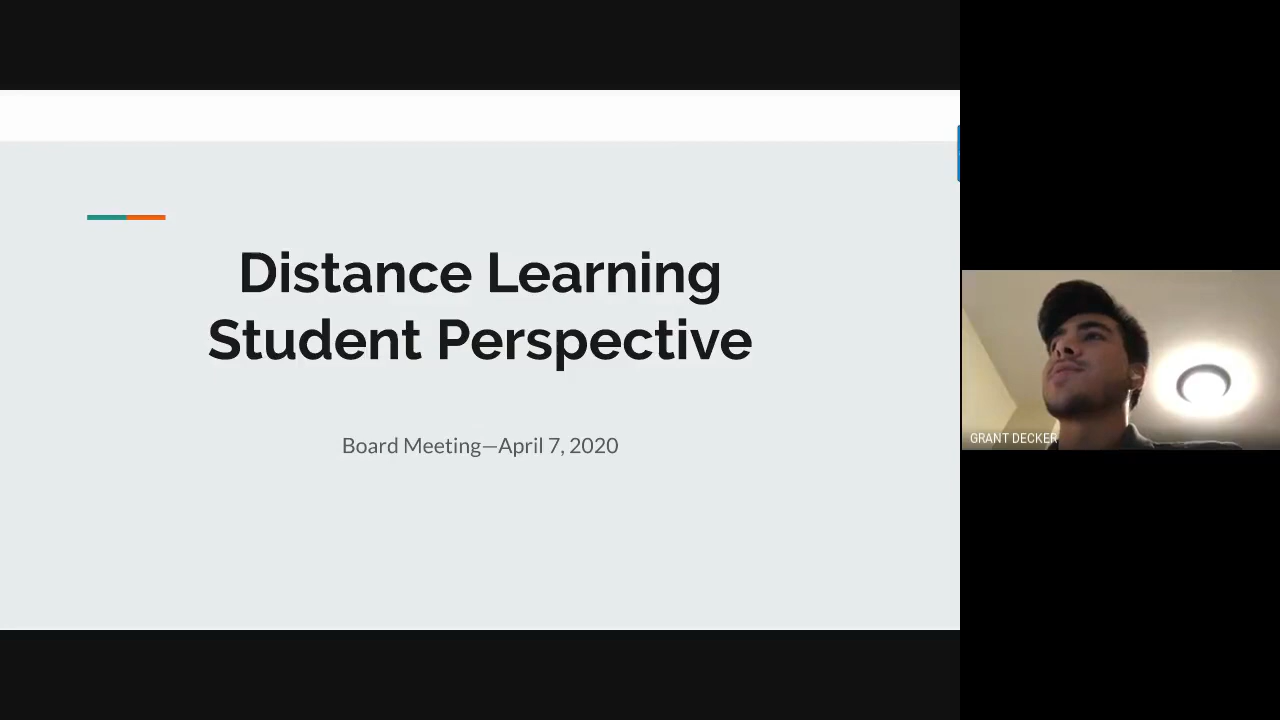 Distance Learning
Student Perspective
Board Meeting—April 7, 2020
GRANT DECKER